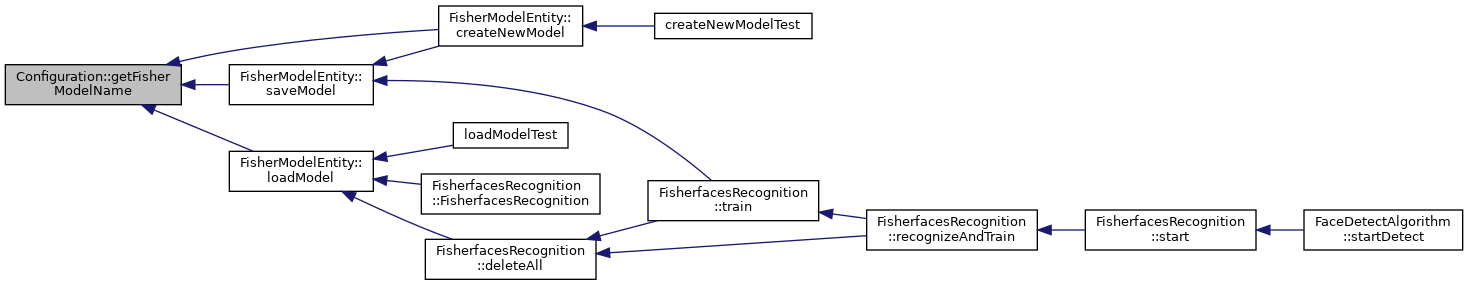 Configuration::getFisher
ModelName
FisherModelEntity::
createNewModel
createNewModelTest
FisherModelEntity::
saveModel
FisherModelEntity::
loadModel
loadModelTest
FisherfacesRecognition
::FisherfacesRecognition
FisherfacesRecognition
::deleteAll
FisherfacesRecognition
::train
FisherfacesRecognition
::recognizeAndTrain
FisherfacesRecognition
::start
FaceDetectAlgorithm
::startDetect